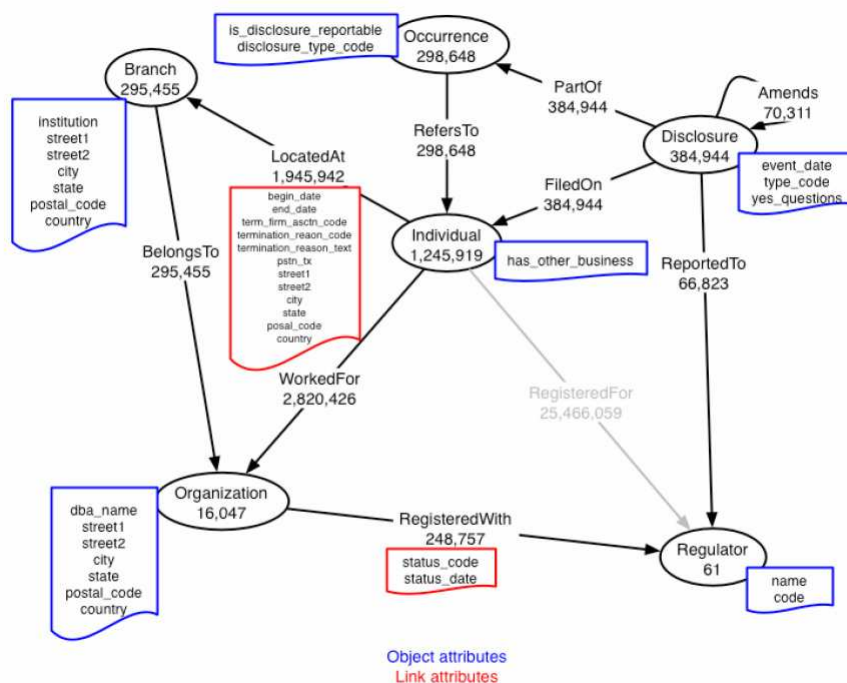 is_disclosure_reportable
disclosure_type_code
Occurrence
298,648
Branch
295,455
institution
street1
street2
city
state
postal_code
country
PartOf
384,944
Amends
70,311
Disclosure
384,944
event_date
type_code
yes_questions
RefersTo
298,648
LocatedAt
1,945,942
begin_date
end_date
term_firm_asctn_code
termination_reaon_code
termination_reason_text
pstn_tx
street1
street2
city
state
posal_code
country
FiledOn
384,944
Individual
1,245,919
has_other_business
BelongsTo
295,455
ReportedTo
66,823
WorkedFor
2,820,426
RegisteredFor
25,466,059
Organization
16,047
dba_name
street1
street2
city
state
postal_code
country
RegisteredWith
248,757
status_code
status_date
Regulator
61
name
code
Object attributes
Link attributes